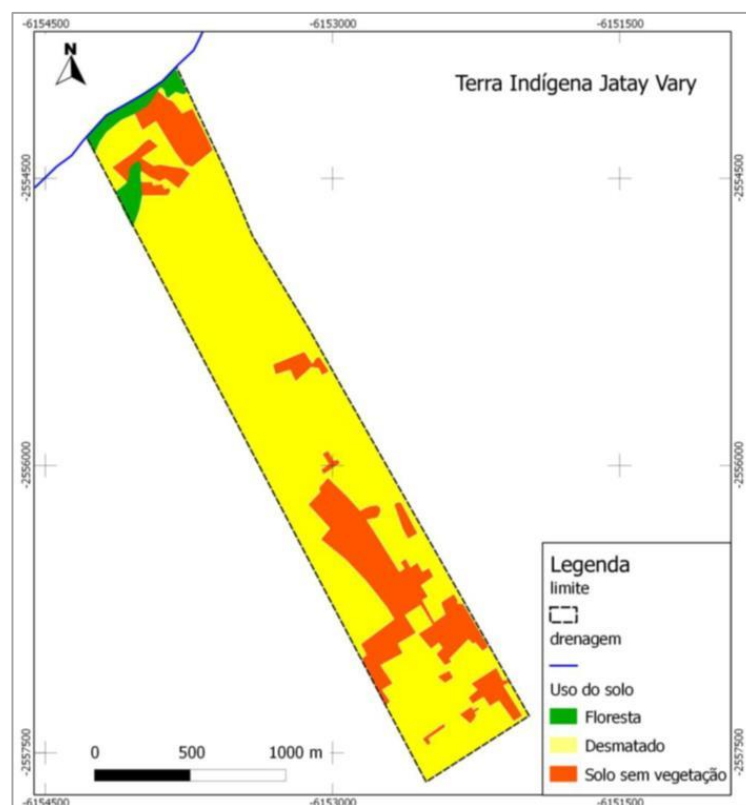 -6154500 -6153000 -6151500
N
Terra Indígena Jatay Vary
-2554500 -2554500
-2556000 -2556000
Legenda
limite
drenagem
Uso do solo
Floresta
Desmatado
Solo sem vegetação
0 500 1000 m
-2557500 -2557500
-6154500 -6153000 -6151500